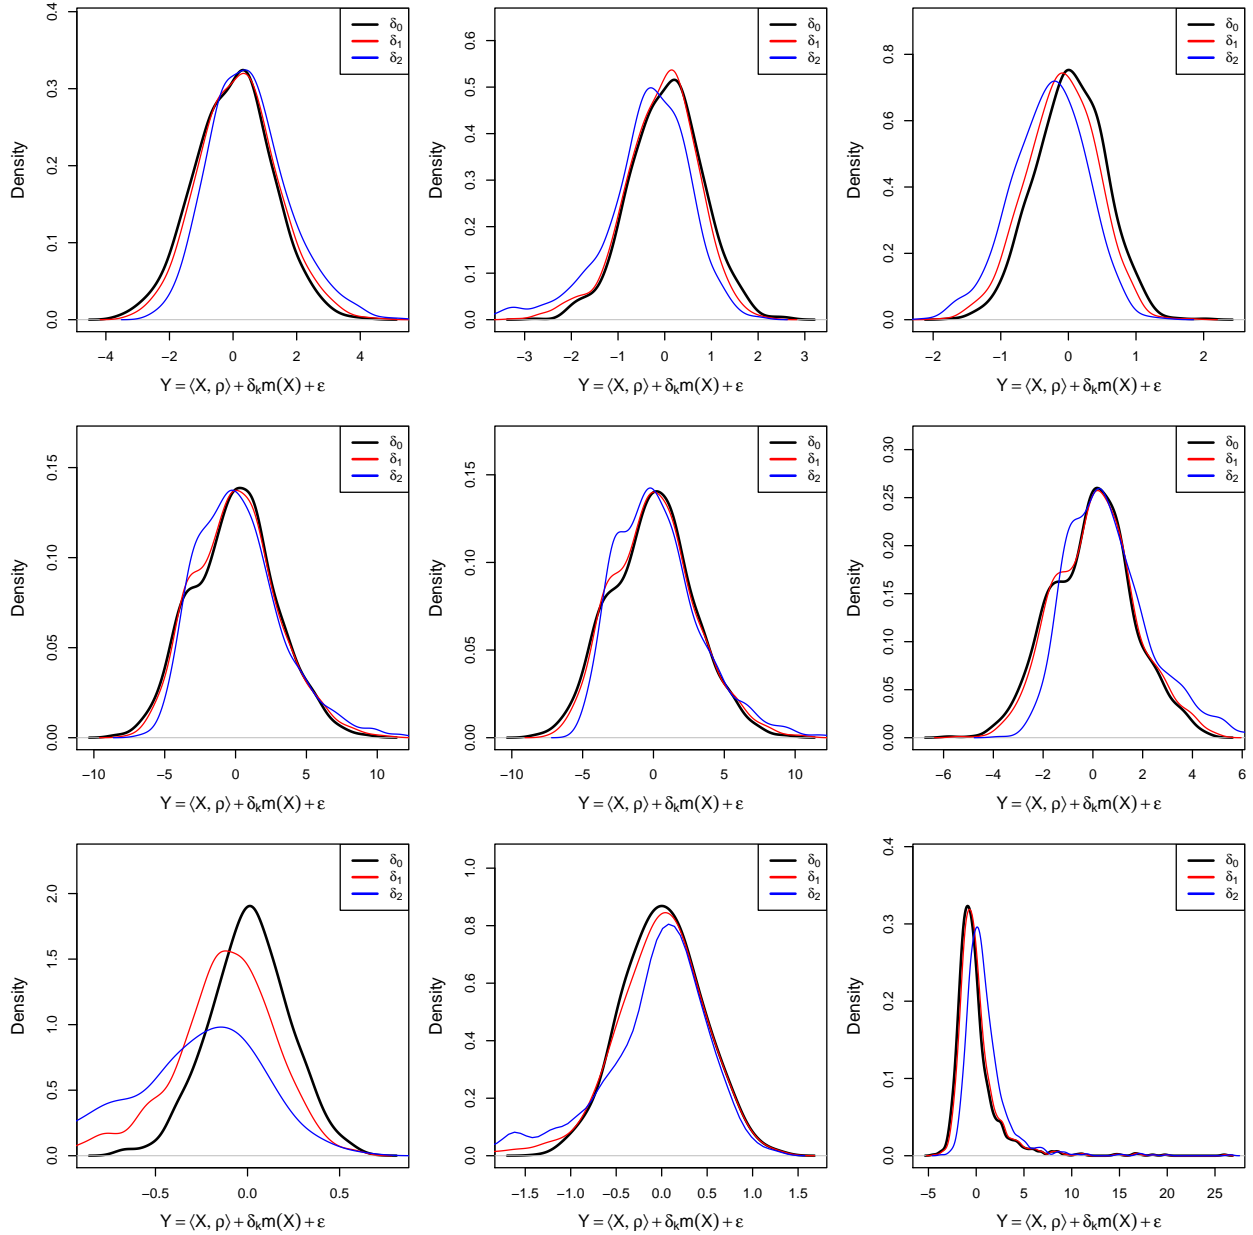 0.4
0.3
0.2
0.1
0.0
Density
−4 −2 0 2 4
Y = ⟨X, ρ⟩ + δₖm(X) + ε
δ₀
δ₁
δ₂
0.6
0.5
0.4
0.3
0.2
0.1
0.0
Density
−3 −2 −1 0 1 2 3
Y = ⟨X, ρ⟩ + δₖm(X) + ε
δ₀
δ₁
δ₂
0.8
0.6
0.4
0.2
0.0
Density
−2 −1 0 1 2
Y = ⟨X, ρ⟩ + δₖm(X) + ε
δ₀
δ₁
δ₂
0.15
0.10
0.05
0.00
Density
−10 −5 0 5 10
Y = ⟨X, ρ⟩ + δₖm(X) + ε
δ₀
δ₁
δ₂
0.15
0.10
0.05
0.00
Density
−10 −5 0 5 10
Y = ⟨X, ρ⟩ + δₖm(X) + ε
δ₀
δ₁
δ₂
0.30
0.25
0.20
0.15
0.10
0.05
0.00
Density
−6 −4 −2 0 2 4 6
Y = ⟨X, ρ⟩ + δₖm(X) + ε
δ₀
δ₁
δ₂
2.0
1.5
1.0
0.5
0.0
Density
−0.5 0.0 0.5
Y = ⟨X, ρ⟩ + δₖm(X) + ε
δ₀
δ₁
δ₂
1.0
0.8
0.6
0.4
0.2
0.0
Density
−1.5 −1.0 −0.5 0.0 0.5 1.0 1.5
Y = ⟨X, ρ⟩ + δₖm(X) + ε
δ₀
δ₁
δ₂
0.4
0.3
0.2
0.1
0.0
Density
−5 0 5 10 15 20 25
Y = ⟨X, ρ⟩ + δₖm(X) + ε
δ₀
δ₁
δ₂